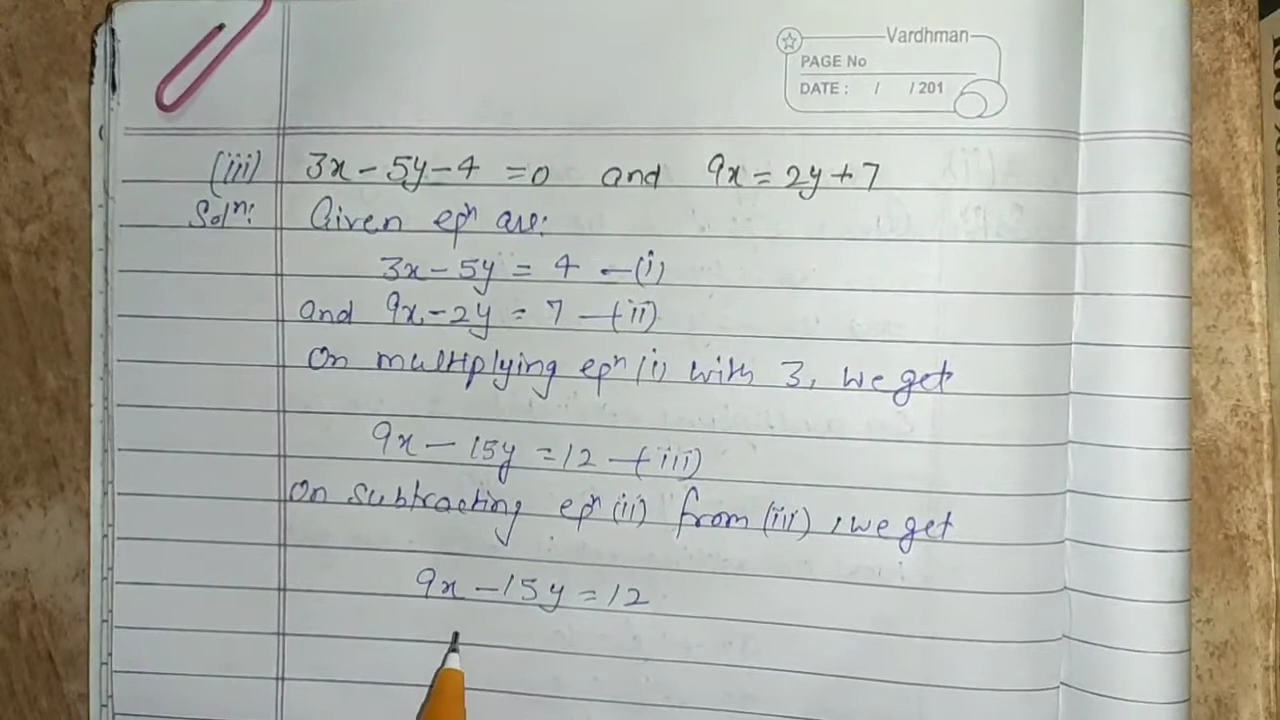 Vardhman
PAGE No
DATE : / / 201
(iii) 3x - 5y - 4 = 0 and 9x = 2y + 7
Solⁿ: Given eqⁿ are:
3x - 5y = 4 - (i)
and 9x - 2y = 7 - (ii)
On multiplying eqⁿ (i) with 3, we get
9x - 15y = 12 - (iii)
On subtracting eqⁿ (ii) from (iii), we get
9x - 15y = 12